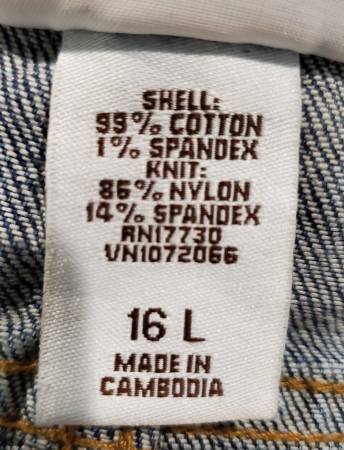 SHELL:
99% COTTON
1% SPANDEX
KNIT:
86% NYLON
14% SPANDEX
RN17730
VN1072066
16 L
MADE IN
CAMBODIA